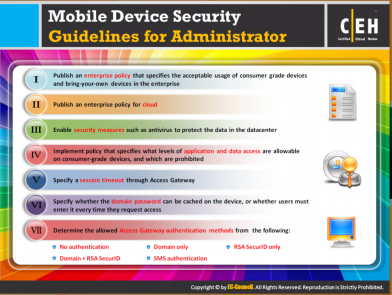 Mobile Device Security
Guidelines for Administrator
C|EH
Certified Ethical Hacker
I
Publish an enterprise policy that specifies the acceptable usage of consumer grade devices
and bring-your-own devices in the enterprise
II
Publish an enterprise policy for cloud
III
Enable security measures such as antivirus to protect the data in the datacenter
IV
Implement policy that specifies what levels of application and data access are allowable
on consumer-grade devices, and which are prohibited
V
Specify a session timeout through Access Gateway
VI
Specify whether the domain password can be cached on the device, or whether users must
enter it every time they request access
VII
Determine the allowed Access Gateway authentication methods from the following:
No authentication
Domain only
RSA SecurID only
Domain + RSA SecurID
SMS authentication
Copyright © by EC-Council. All Rights Reserved. Reproduction is Strictly Prohibited.